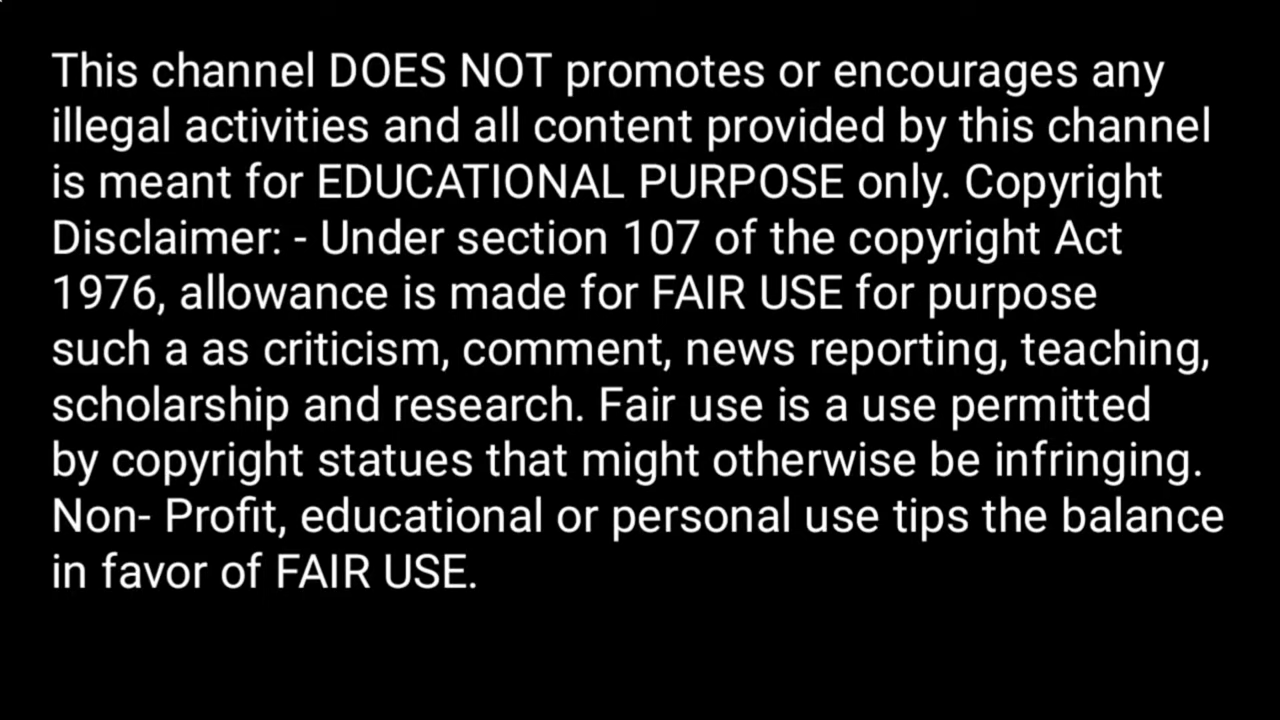 This channel DOES NOT promotes or encourages any
illegal activities and all content provided by this channel
is meant for EDUCATIONAL PURPOSE only. Copyright
Disclaimer: - Under section 107 of the copyright Act
1976, allowance is made for FAIR USE for purpose
such a as criticism, comment, news reporting, teaching,
scholarship and research. Fair use is a use permitted
by copyright statues that might otherwise be infringing.
Non- Profit, educational or personal use tips the balance
in favor of FAIR USE.